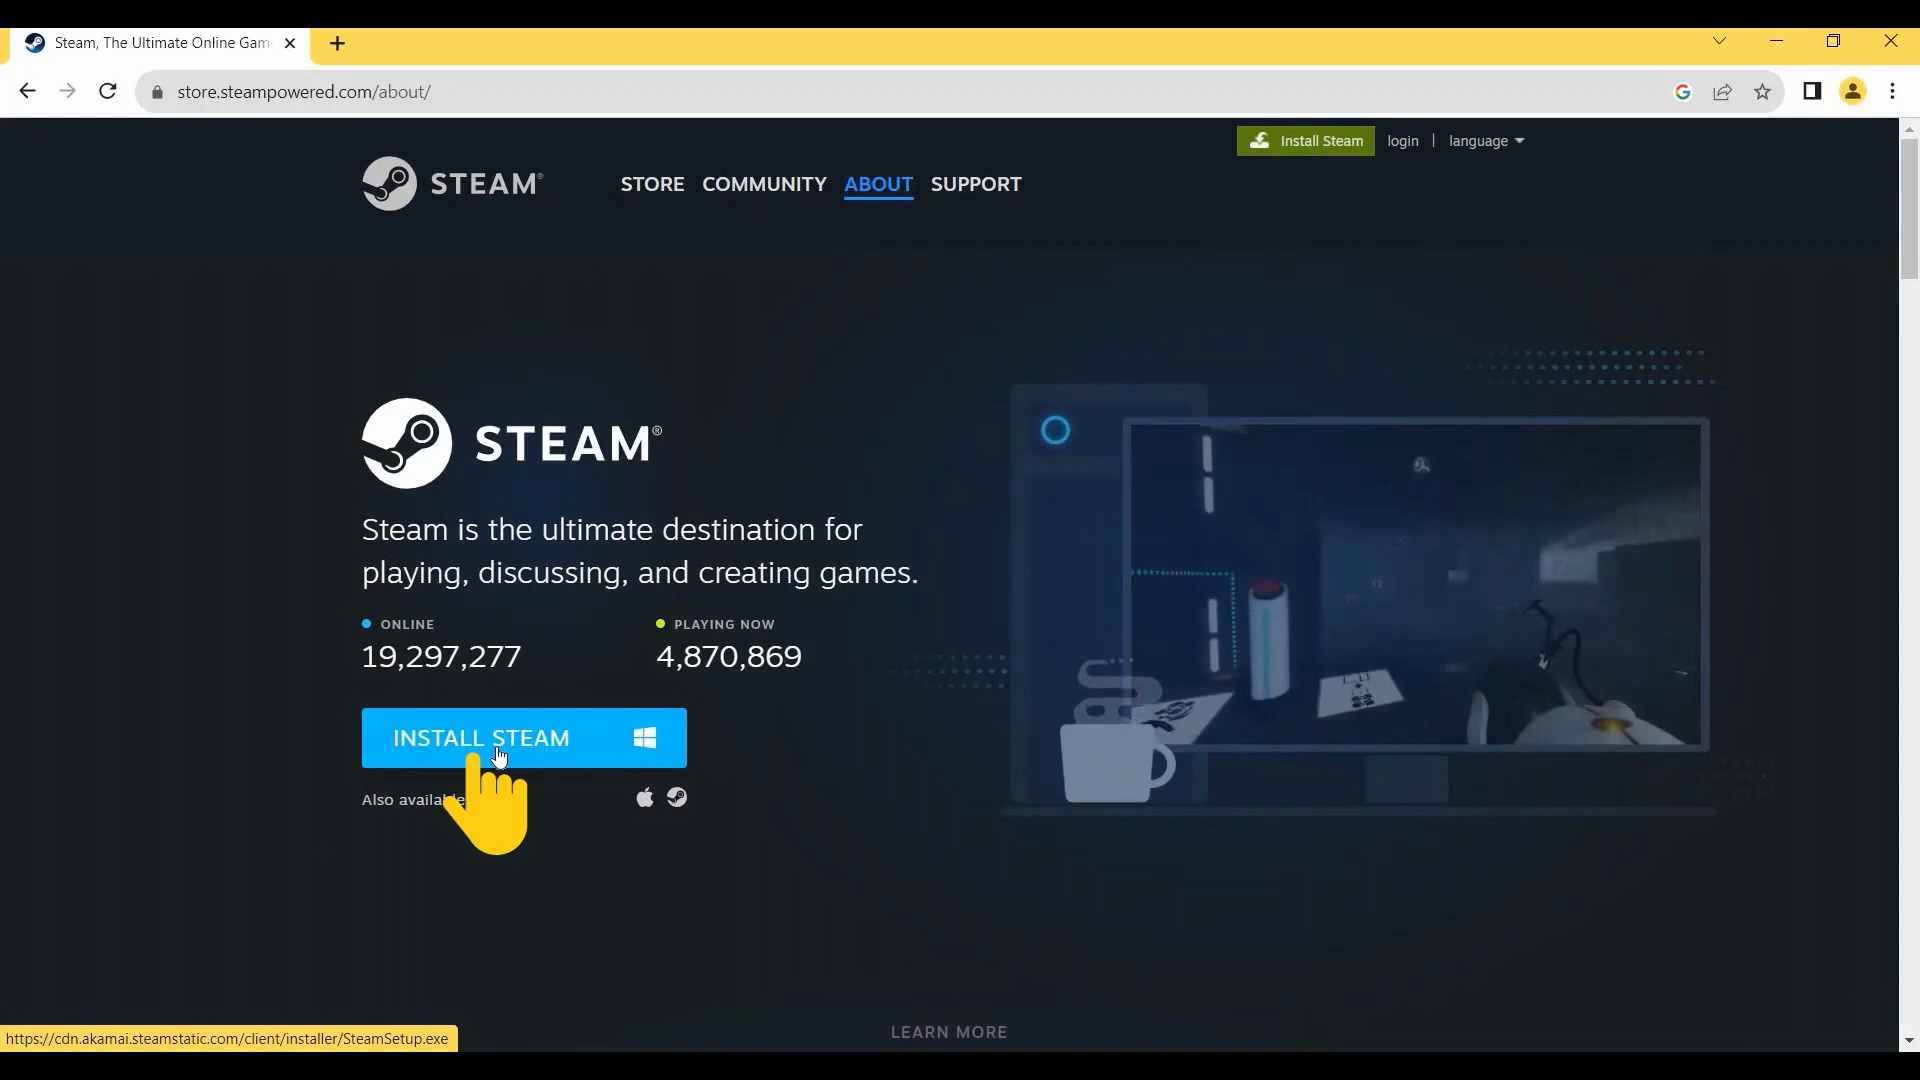 Steam, The Ultimate Online Gam
store.steampowered.com/about/
Install Steam login | language
STEAM®
STORE COMMUNITY ABOUT SUPPORT
STEAM®
Steam is the ultimate destination for
playing, discussing, and creating games.
ONLINE
19,297,277
PLAYING NOW
4,870,869
INSTALL STEAM
Also available
LEARN MORE
https://cdn.akamai.steamstatic.com/client/installer/SteamSetup.exe